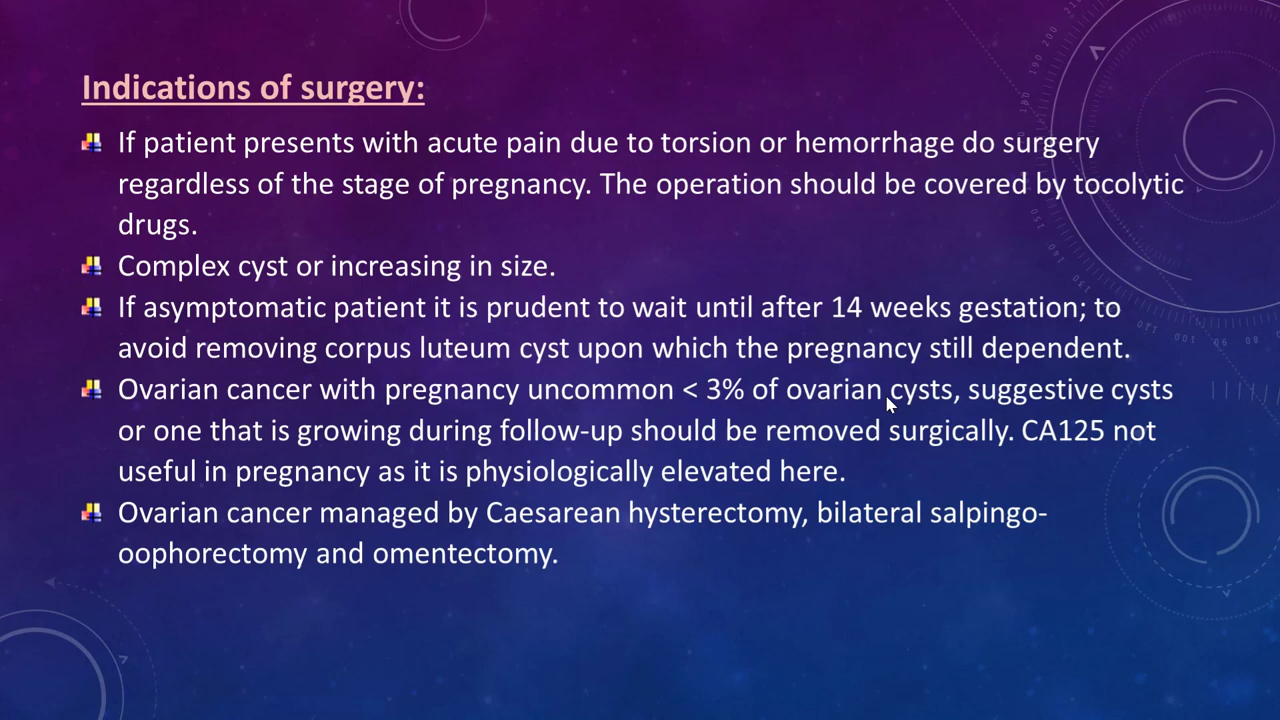 Indications of surgery:
If patient presents with acute pain due to torsion or hemorrhage do surgery
regardless of the stage of pregnancy. The operation should be covered by tocolytic
drugs.
Complex cyst or increasing in size.
If asymptomatic patient it is prudent to wait until after 14 weeks gestation; to
avoid removing corpus luteum cyst upon which the pregnancy still dependent.
Ovarian cancer with pregnancy uncommon < 3% of ovarian cysts, suggestive cysts
or one that is growing during follow-up should be removed surgically. CA125 not
useful in pregnancy as it is physiologically elevated here.
Ovarian cancer managed by Caesarean hysterectomy, bilateral salpingo-
oophorectomy and omentectomy.